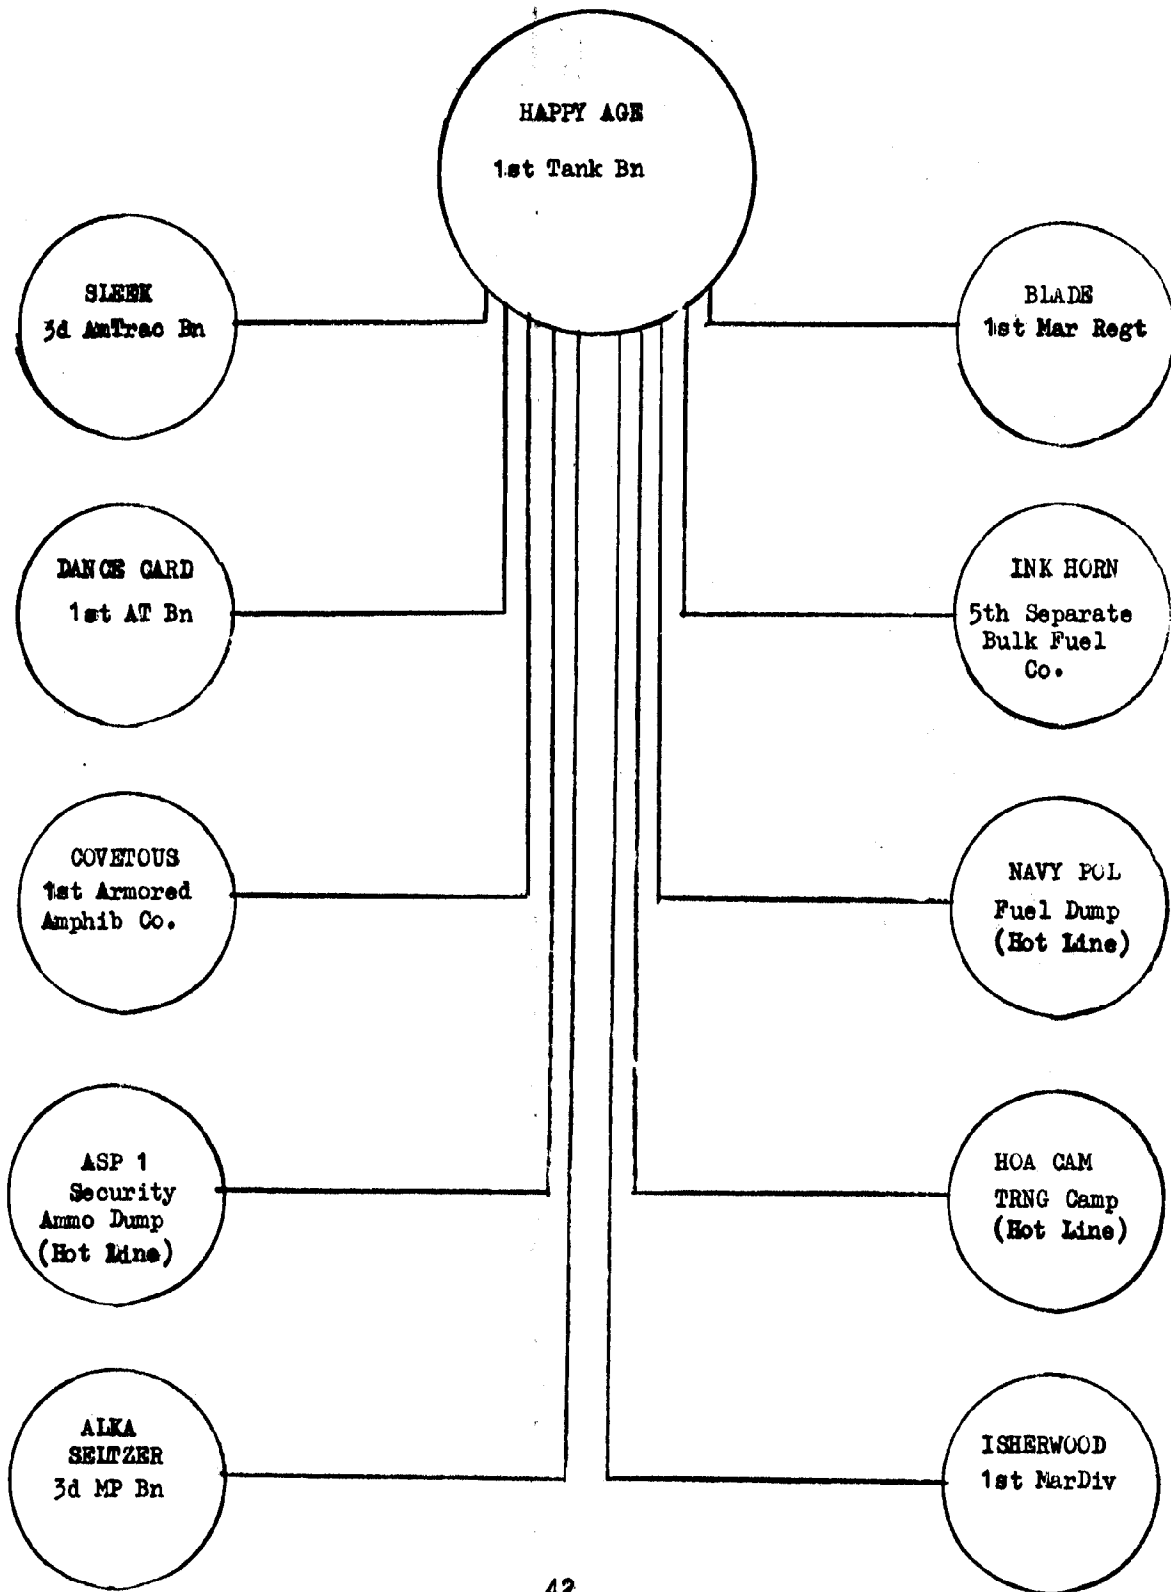 HAPPY AGE
1st Tank Bn
SLEEK
3d AmTrac Bn
BLADE
1st Mar Regt
DANCE CARD
1st AT Bn
INK HORN
5th Separate
Bulk Fuel
Co.
COVETOUS
1st Armored
Amphib Co.
NAVY POL
Fuel Dump
(Hot Line)
ASP 1
Security
Ammo Dump
(Hot Line)
HOA CAM
TRNG Camp
(Hot Line)
ALKA
SELTZER
3d MP Bn
ISHERWOOD
1st MarDiv
42